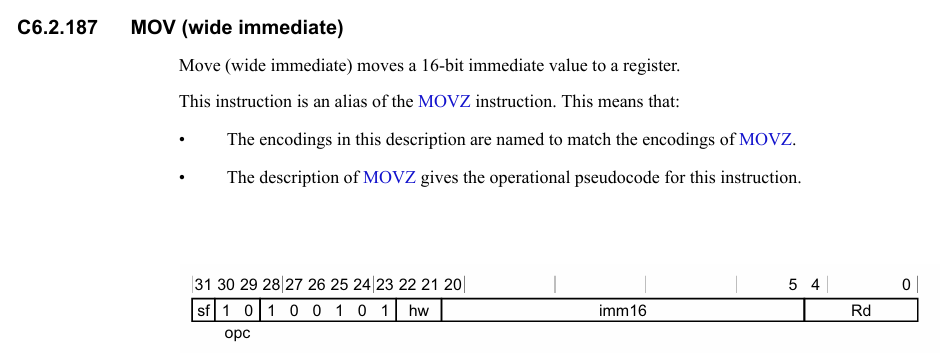 C6.2.187 MOV (wide immediate)
Move (wide immediate) moves a 16-bit immediate value to a register.
This instruction is an alias of the MOVZ instruction. This means that:
• The encodings in this description are named to match the encodings of MOVZ.
• The description of MOVZ gives the operational pseudocode for this instruction.
31 30 29 28 27 26 25 24 23 22 21 20 5 4 0
sf 1 0 1 0 0 1 0 1 hw imm16 Rd
opc